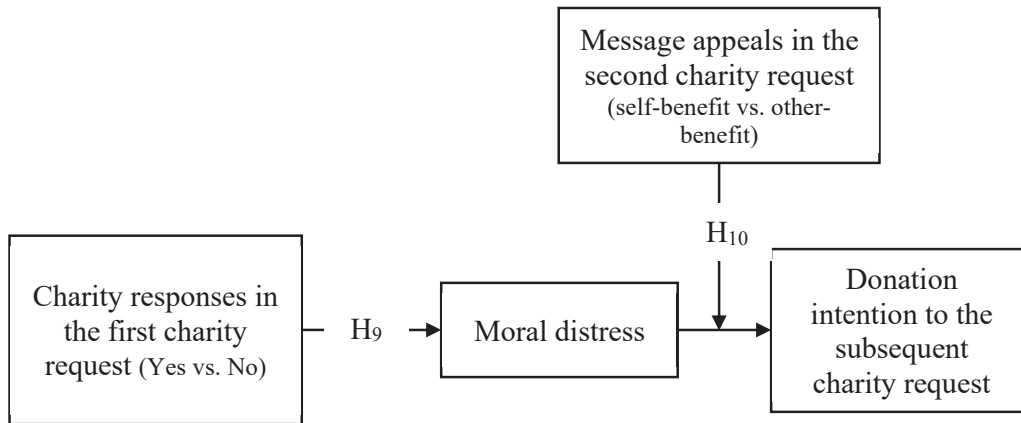 Message appeals in the
second charity request
(self-benefit vs. other-
benefit)
H₁₀
Charity responses in
the first charity
request (Yes vs. No)
H₉
Moral distress
Donation
intention to the
subsequent
charity request